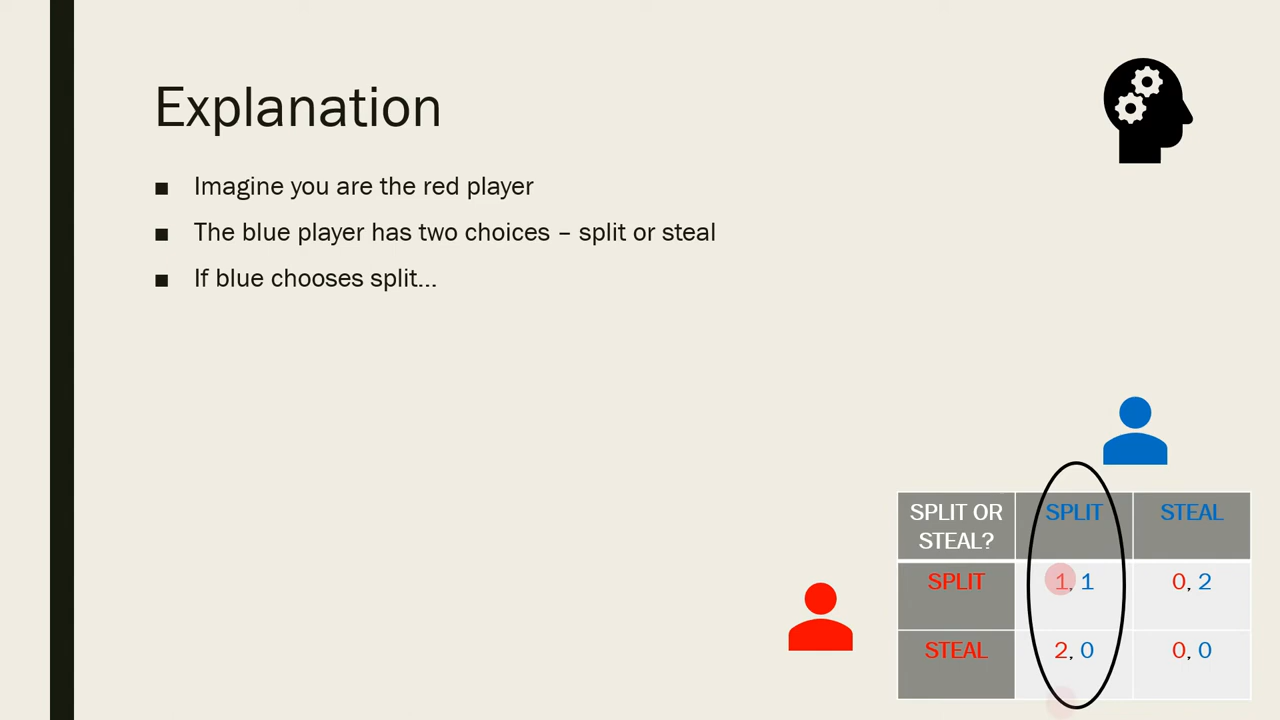 Explanation
■ Imagine you are the red player
■ The blue player has two choices – split or steal
■ If blue chooses split...
SPLIT OR STEAL? SPLIT STEAL
SPLIT 1, 1 0, 2
STEAL 2, 0 0, 0